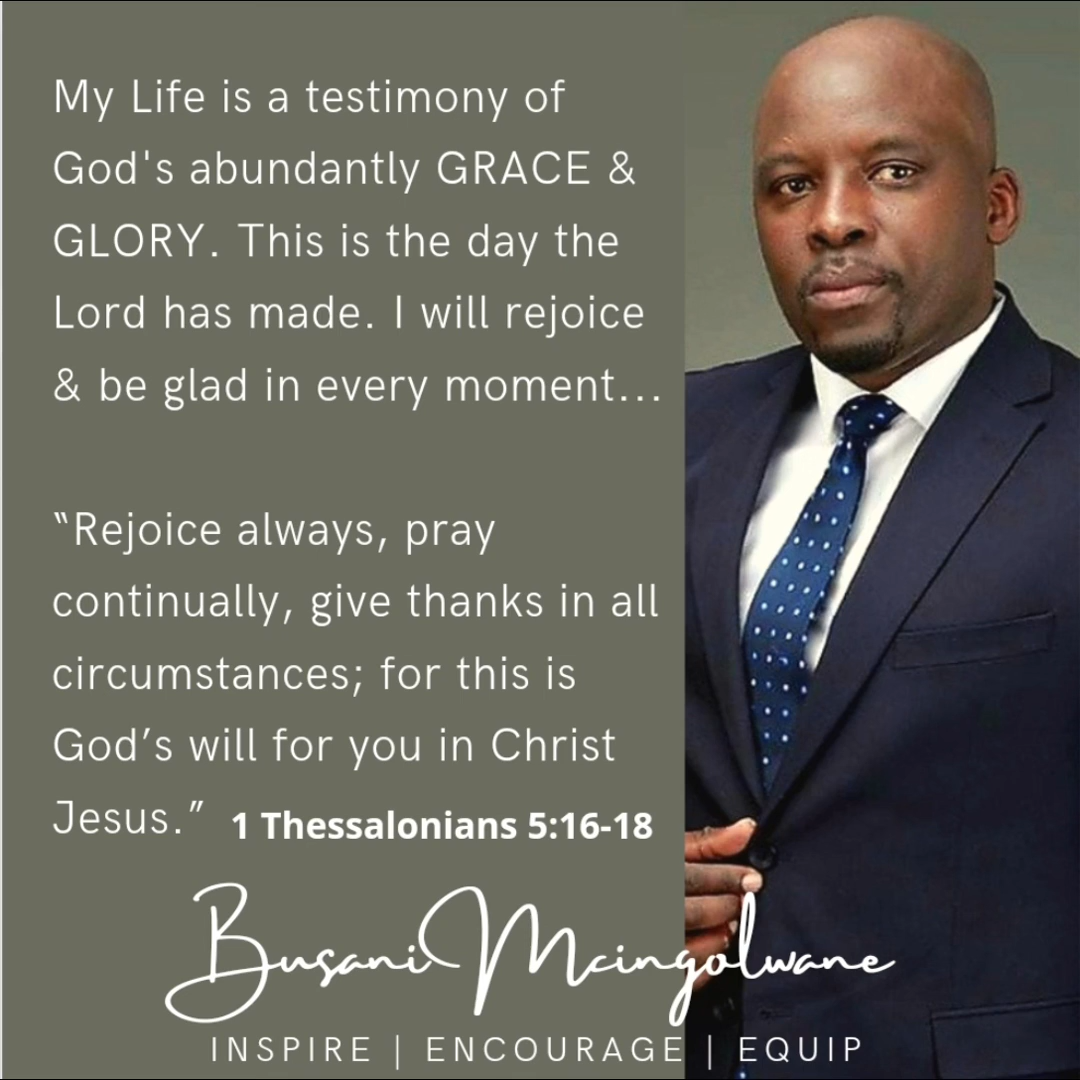 My Life is a testimony of
God's abundantly GRACE &
GLORY. This is the day the
Lord has made. I will rejoice
& be glad in every moment...
“Rejoice always, pray
continually, give thanks in all
circumstances; for this is
God’s will for you in Christ
Jesus.” 1 Thessalonians 5:16-18
Busani Mcingolwane
INSPIRE | ENCOURAGE | EQUIP